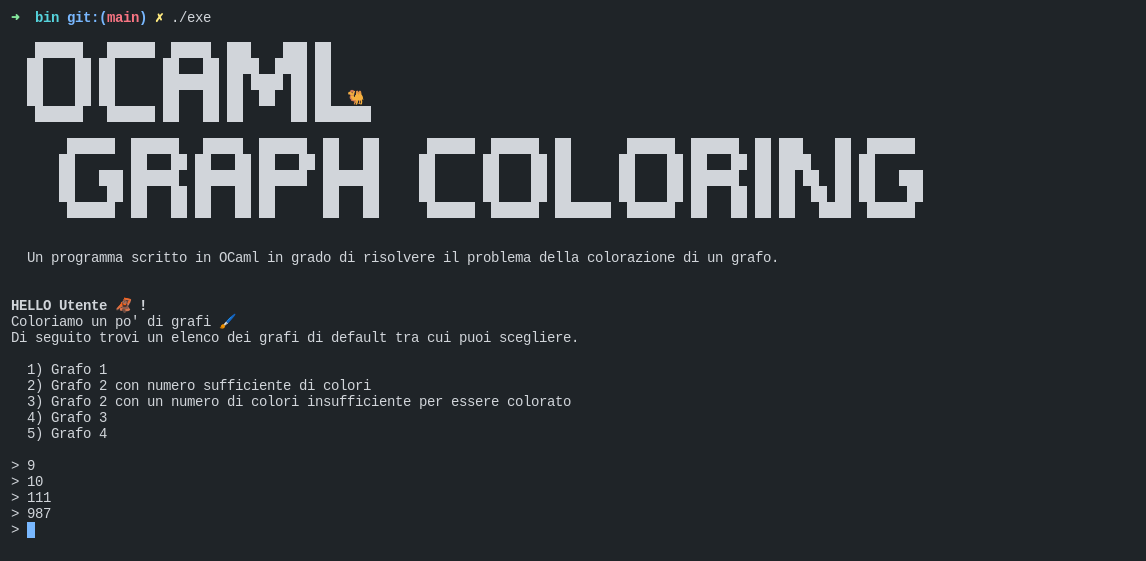 ➜ bin git:(main) ✗ ./exe
OCAML 🐫
GRAPH COLORING
Un programma scritto in OCaml in grado di risolvere il problema della colorazione di un grafo.
HELLO Utente 🦧 !
Coloriamo un po' di grafi 🖌️
Di seguito trovi un elenco dei grafi di default tra cui puoi scegliere.
1) Grafo 1
2) Grafo 2 con numero sufficiente di colori
3) Grafo 2 con un numero di colori insufficiente per essere colorato
4) Grafo 3
5) Grafo 4
> 9
> 10
> 111
> 987
>